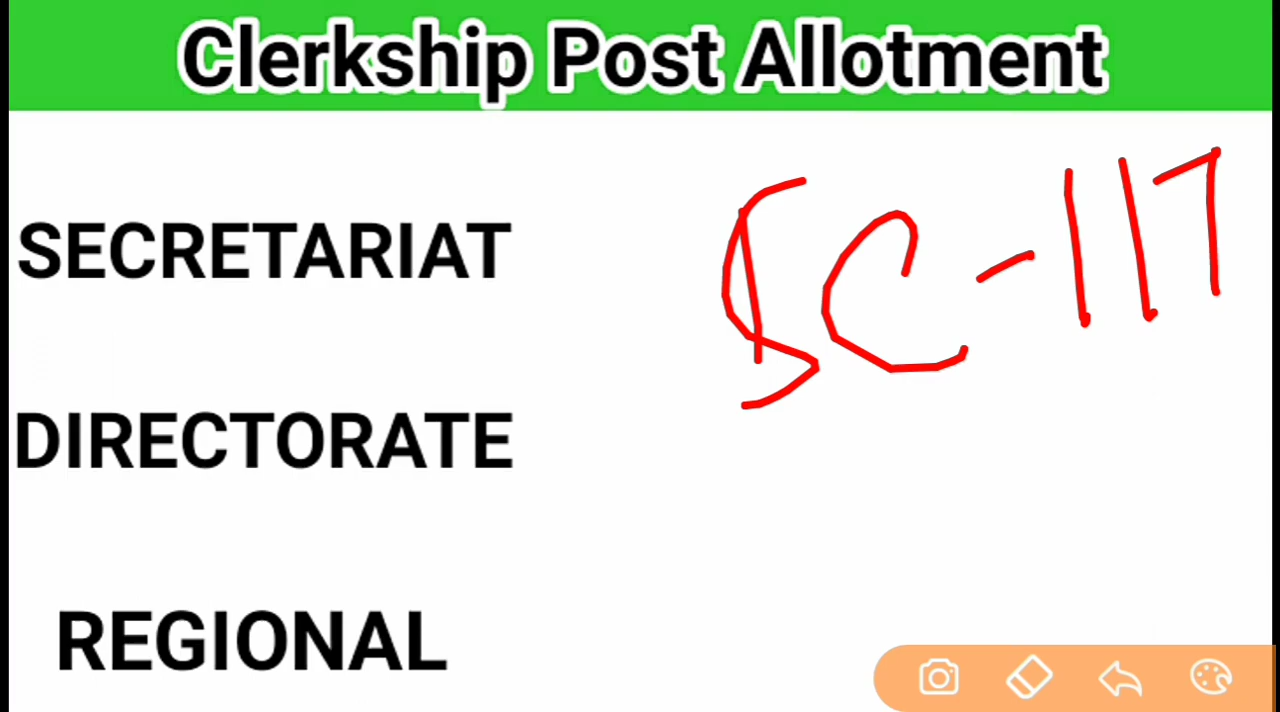 Clerkship Post Allotment
SECRETARIAT
SC-117
DIRECTORATE
REGIONAL